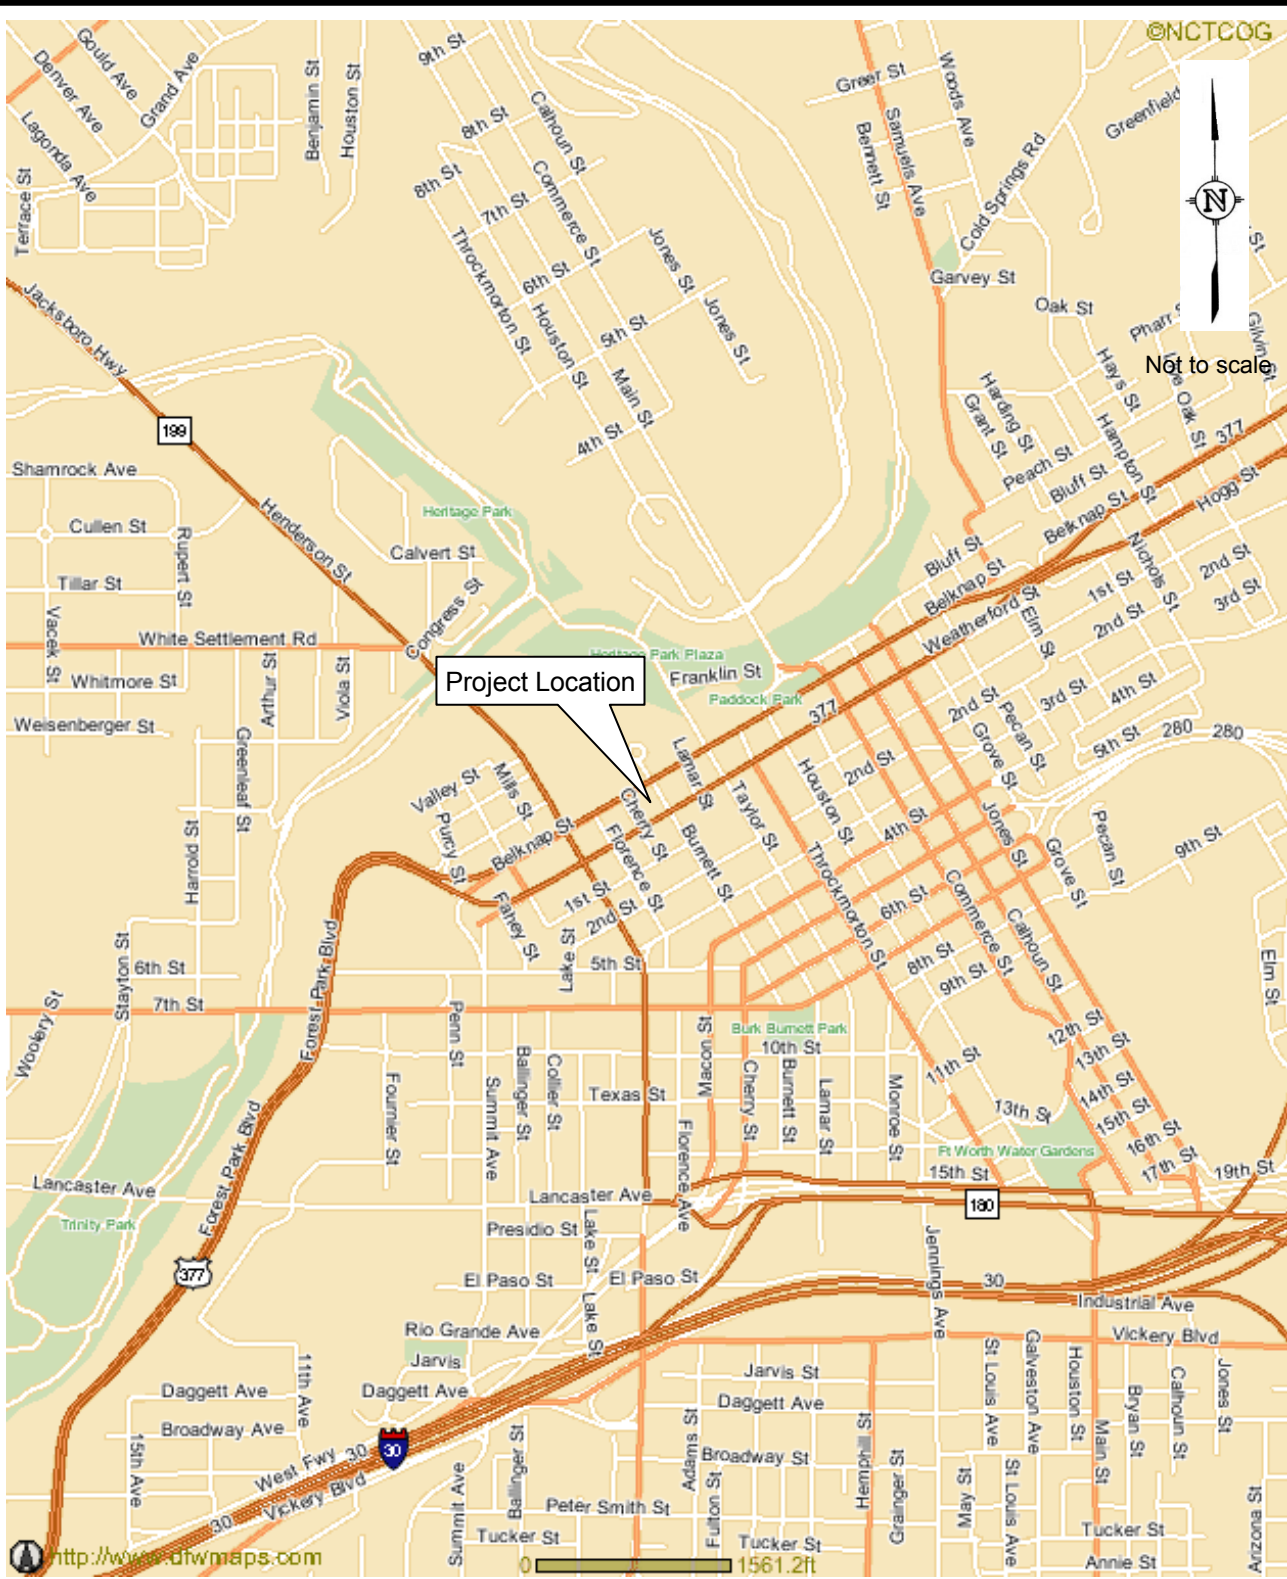 ©NCTCOG
9th St
Gould Ave
Denver Ave
Grand Ave
Lagonda Ave
Terrace St
Benjamin St
Houston St
Calhoun St
8th St
8th St
7th St
Commerce St
Throckmorton St
6th St
Houston St
Jones St
Jones St
5th St
Main St
4th St
Greer St
Woods Ave
Samuels Ave
Bennett St
Cold Springs Rd
Greenfield
N
Garvey St
Oak St
Pharr S
Gilvin St
Not to scale
Hays St
Live Oak St
Harding St
Grant St
Hampton St
377
Peach St
Bluff St
Belknap St
Hogg St
Jacksboro Hwy
199
Shamrock Ave
Cullen St
Rupert St
Tillar St
Vacek St
Henderson St
Heritage Park
Calvert St
Congress St
White Settlement Rd
Whitmore St
Arthur St
Viola St
Weisenberger St
Greenleaf St
Harrold St
Project Location
Heritage Park Plaza
Franklin St
Paddock Park
377
Bluff St
Belknap St
Weatherford St
Nichols St
1st St
2nd St
3rd St
Elm St
2nd St
3rd St
4th St
2nd St
Pecan St
Grove St
5th St
280
280
Valley St
Mills St
Purcy St
Belknap St
Cherry St
Lamar St
Taylor St
Houston St
2nd St
4th St
Jones St
Pecan St
9th St
Grove St
Florence St
Burnett St
Throckmorton St
6th St
Commerce St
Calhoun St
8th St
9th St
1st St
2nd St
Fahey St
Lake St
5th St
Forest Park Blvd
Stayton St
6th St
7th St
Woolery St
Elm St
Penn St
Macon St
Burk Burnett Park
10th St
11th St
12th St
13th St
14th St
15th St
16th St
17th St
19th St
13th St
Ballinger St
Collier St
Summit Ave
Fournier St
Texas St
Cherry St
Burnett St
Lamar St
Monroe St
Florence Ave
Ft Worth Water Gardens
15th St
180
Forest Park Blvd
Lancaster Ave
Lancaster Ave
Trinity Park
377
Presidio St
Lake St
El Paso St
El Paso St
Lake St
Jennings Ave
30
Industrial Ave
Vickery Blvd
Rio Grande Ave
Jarvis
Jarvis St
Daggett Ave
Daggett Ave
Daggett Ave
11th Ave
Broadway Ave
Broadway St
15th Ave
30
West Fwy 30
30
Vickery Blvd
Summit Ave
Ballinger St
Adams St
Fulton St
Peter Smith St
Tucker St
Tucker St
Hemphill St
Granger St
May St
St Louis Ave
St Louis Ave
Galveston Ave
Houston St
Main St
Bryan St
Calhoun St
Jones St
Tucker St
Annie St
Arizona St
http://www.dfwmaps.com
0
1561.2ft